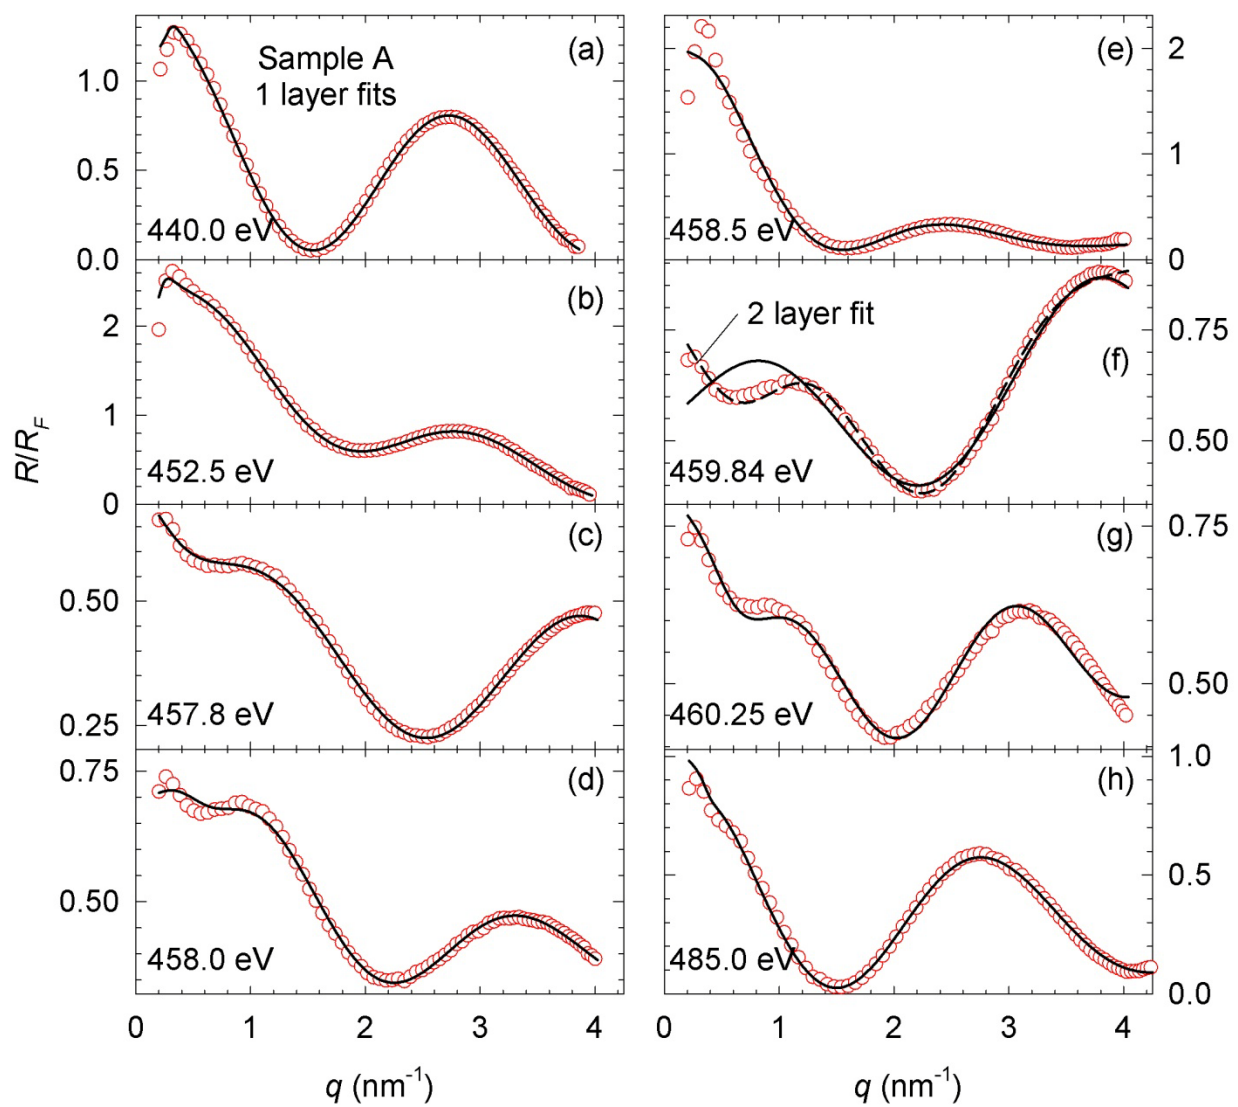 (a)
Sample A
1 layer fits
1.0
0.5
0.0
440.0 eV
(b)
2
1
0
452.5 eV
(c)
0.50
0.25
457.8 eV
(d)
0.75
0.50
458.0 eV
0 1 2 3 4
q (nm⁻¹)
R/R_F
(e)
2
1
0
458.5 eV
(f)
2 layer fit
0.75
0.50
459.84 eV
(g)
0.75
0.50
460.25 eV
(h)
1.0
0.5
0.0
485.0 eV
0 1 2 3 4
q (nm⁻¹)